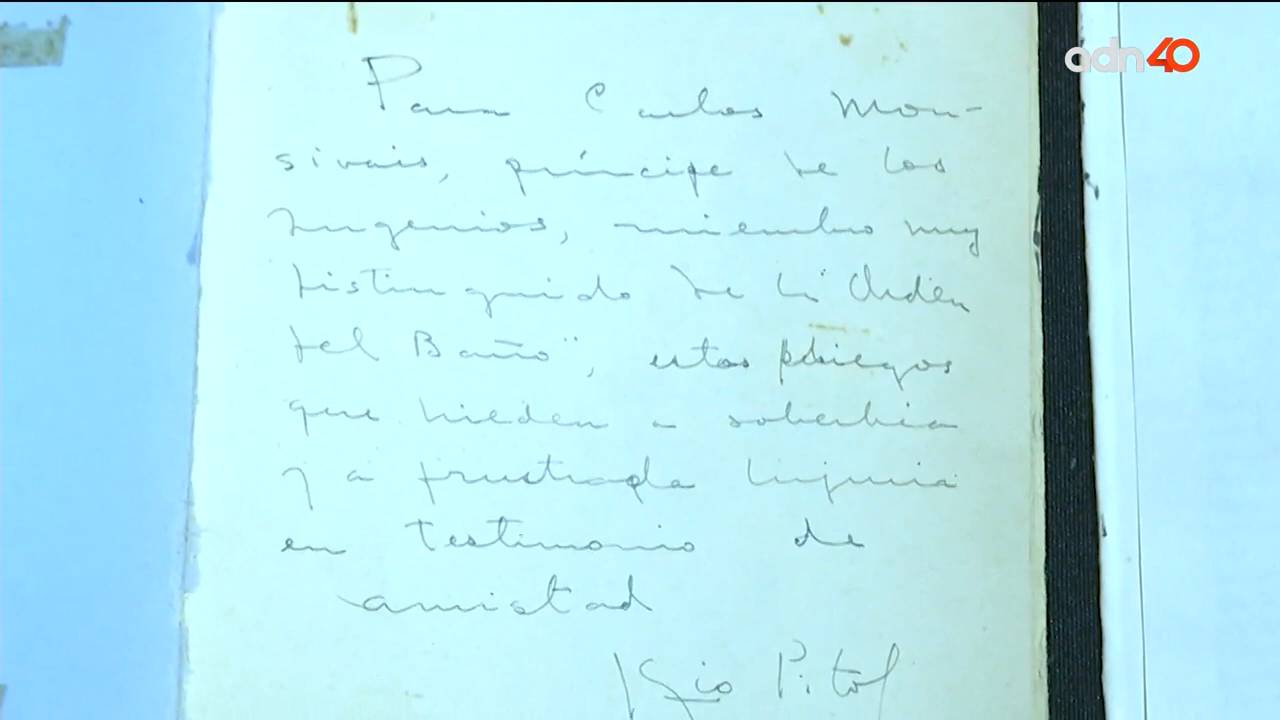 adn40
Para Carlos Mon-
sivais, príncipe de los
Ingenios, miembro muy
distinguido de la "Orden
del Baño", estos pliegos
que hieden a soberbia
y a frustrada lujuria
en testimonio de
amistad
Sergio Pitol